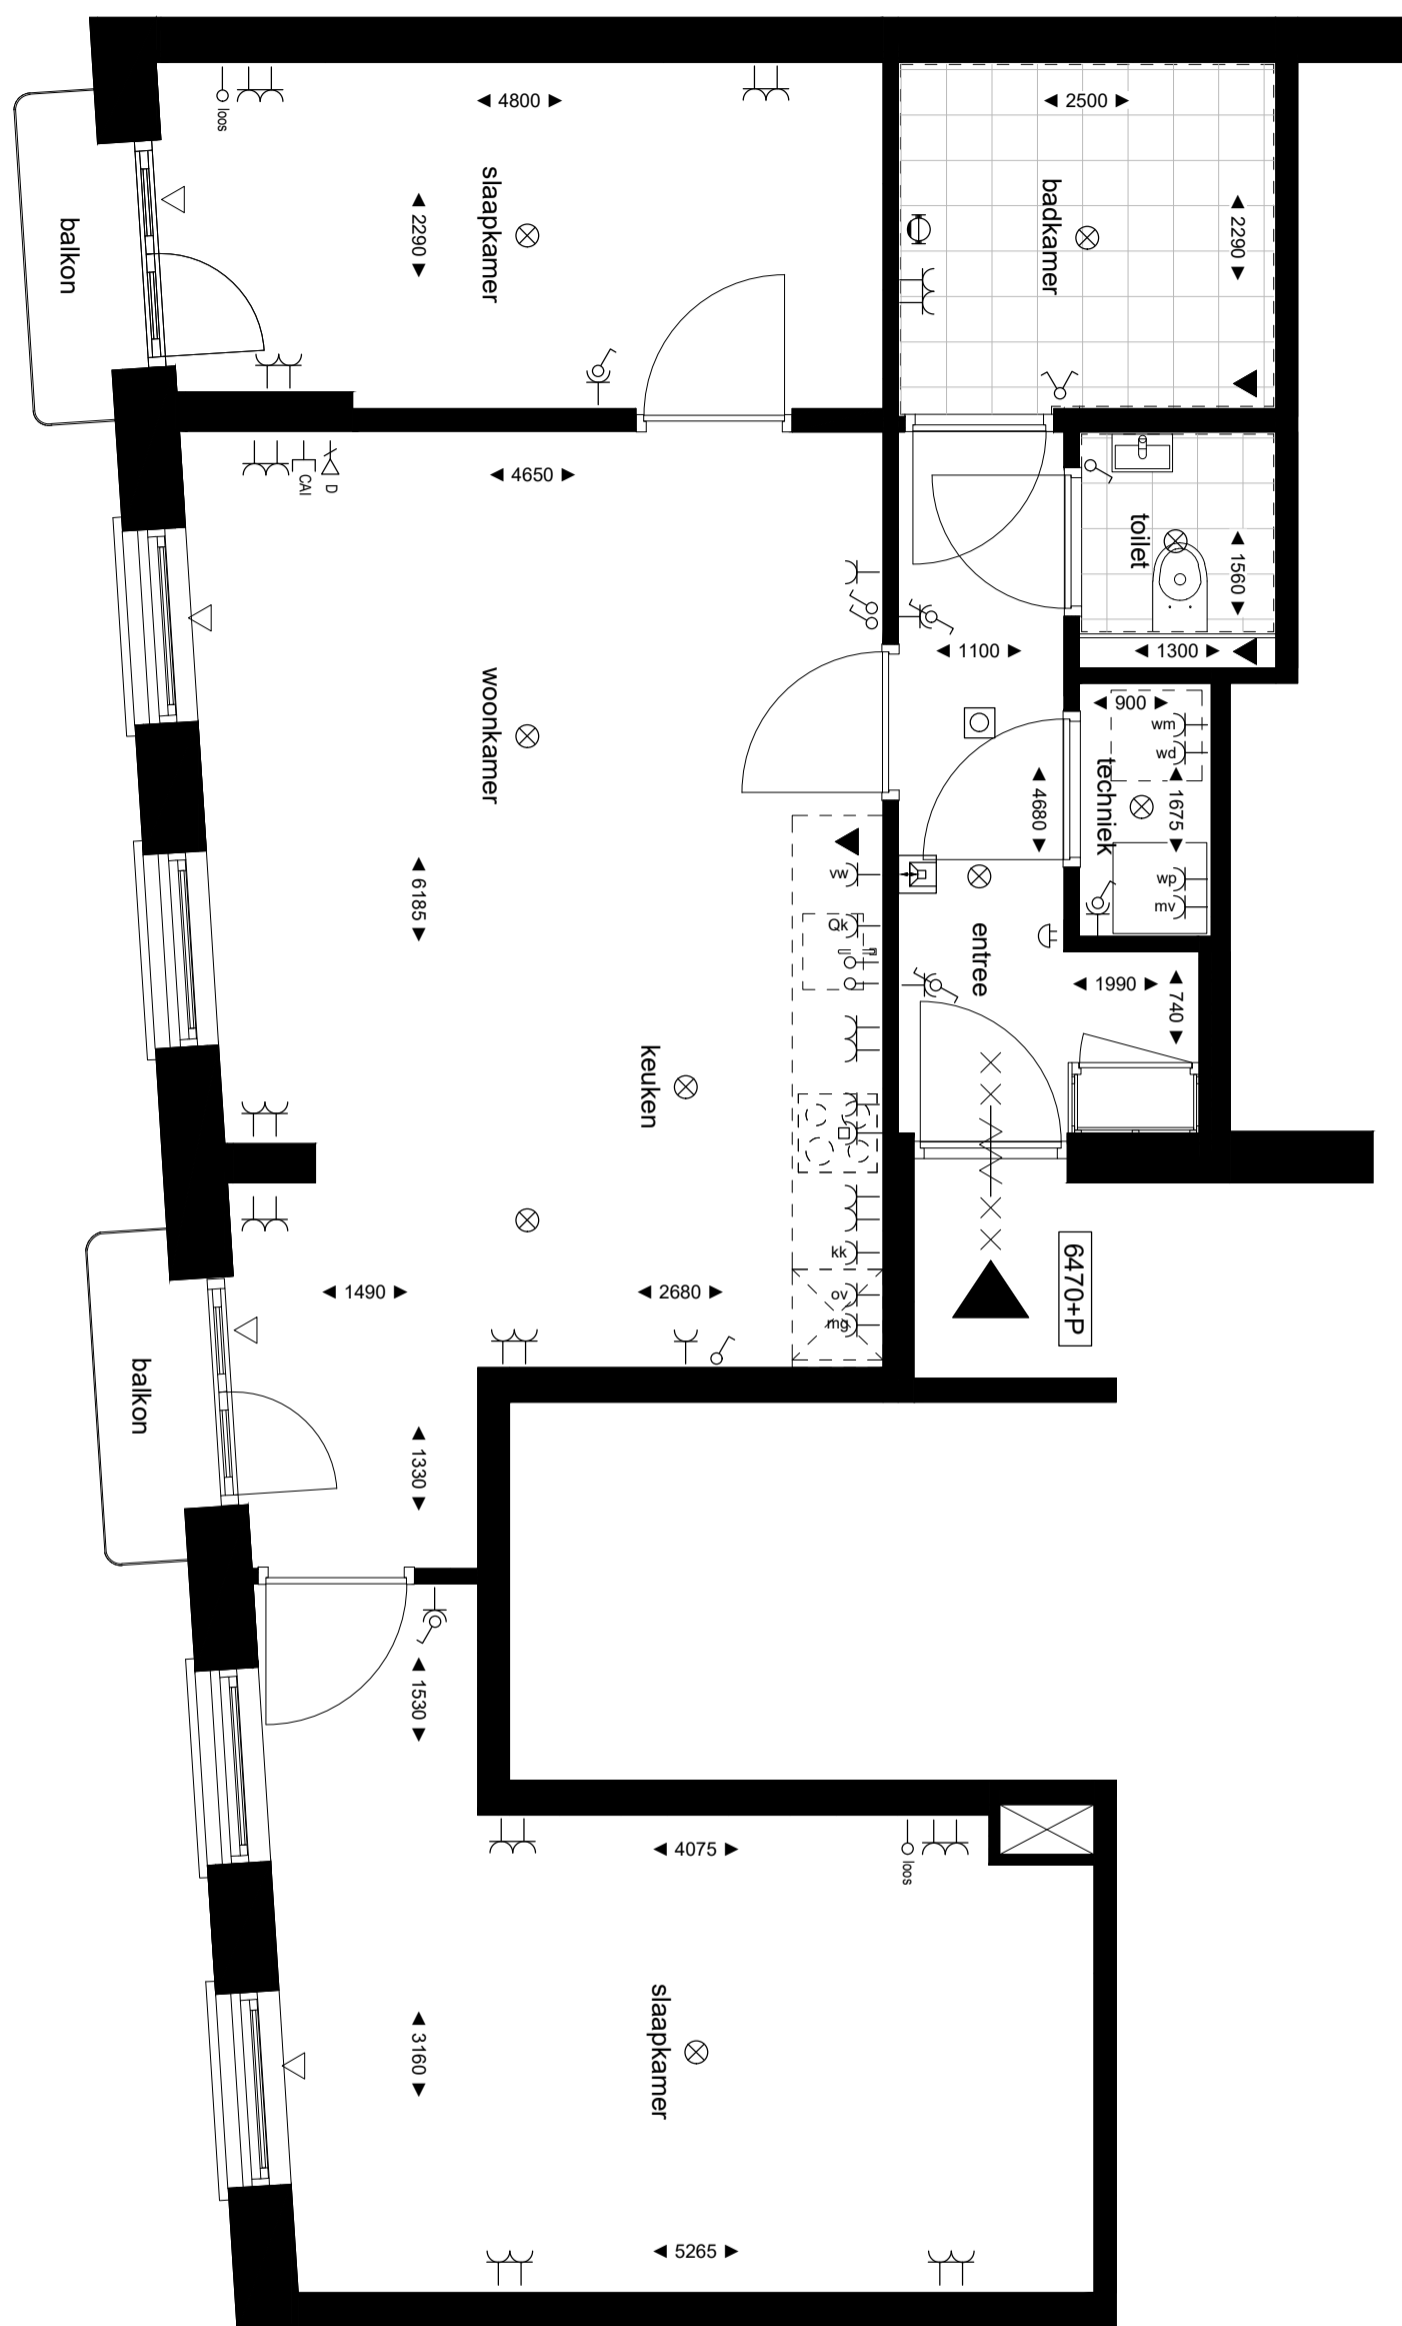 4800
2500
loos
slaapkamer
2290
badkamer
2290
balkon
4650
CAI
D
toilet
1560
1100
1300
woonkamer
900
wm
wd
techniek
1675
4680
wp
mv
6185
vw
Qk
entree
1990
740
keuken
kk
ov
mg
6470+P
1490
2680
balkon
1330
1530
4075
loos
slaapkamer
3160
5265